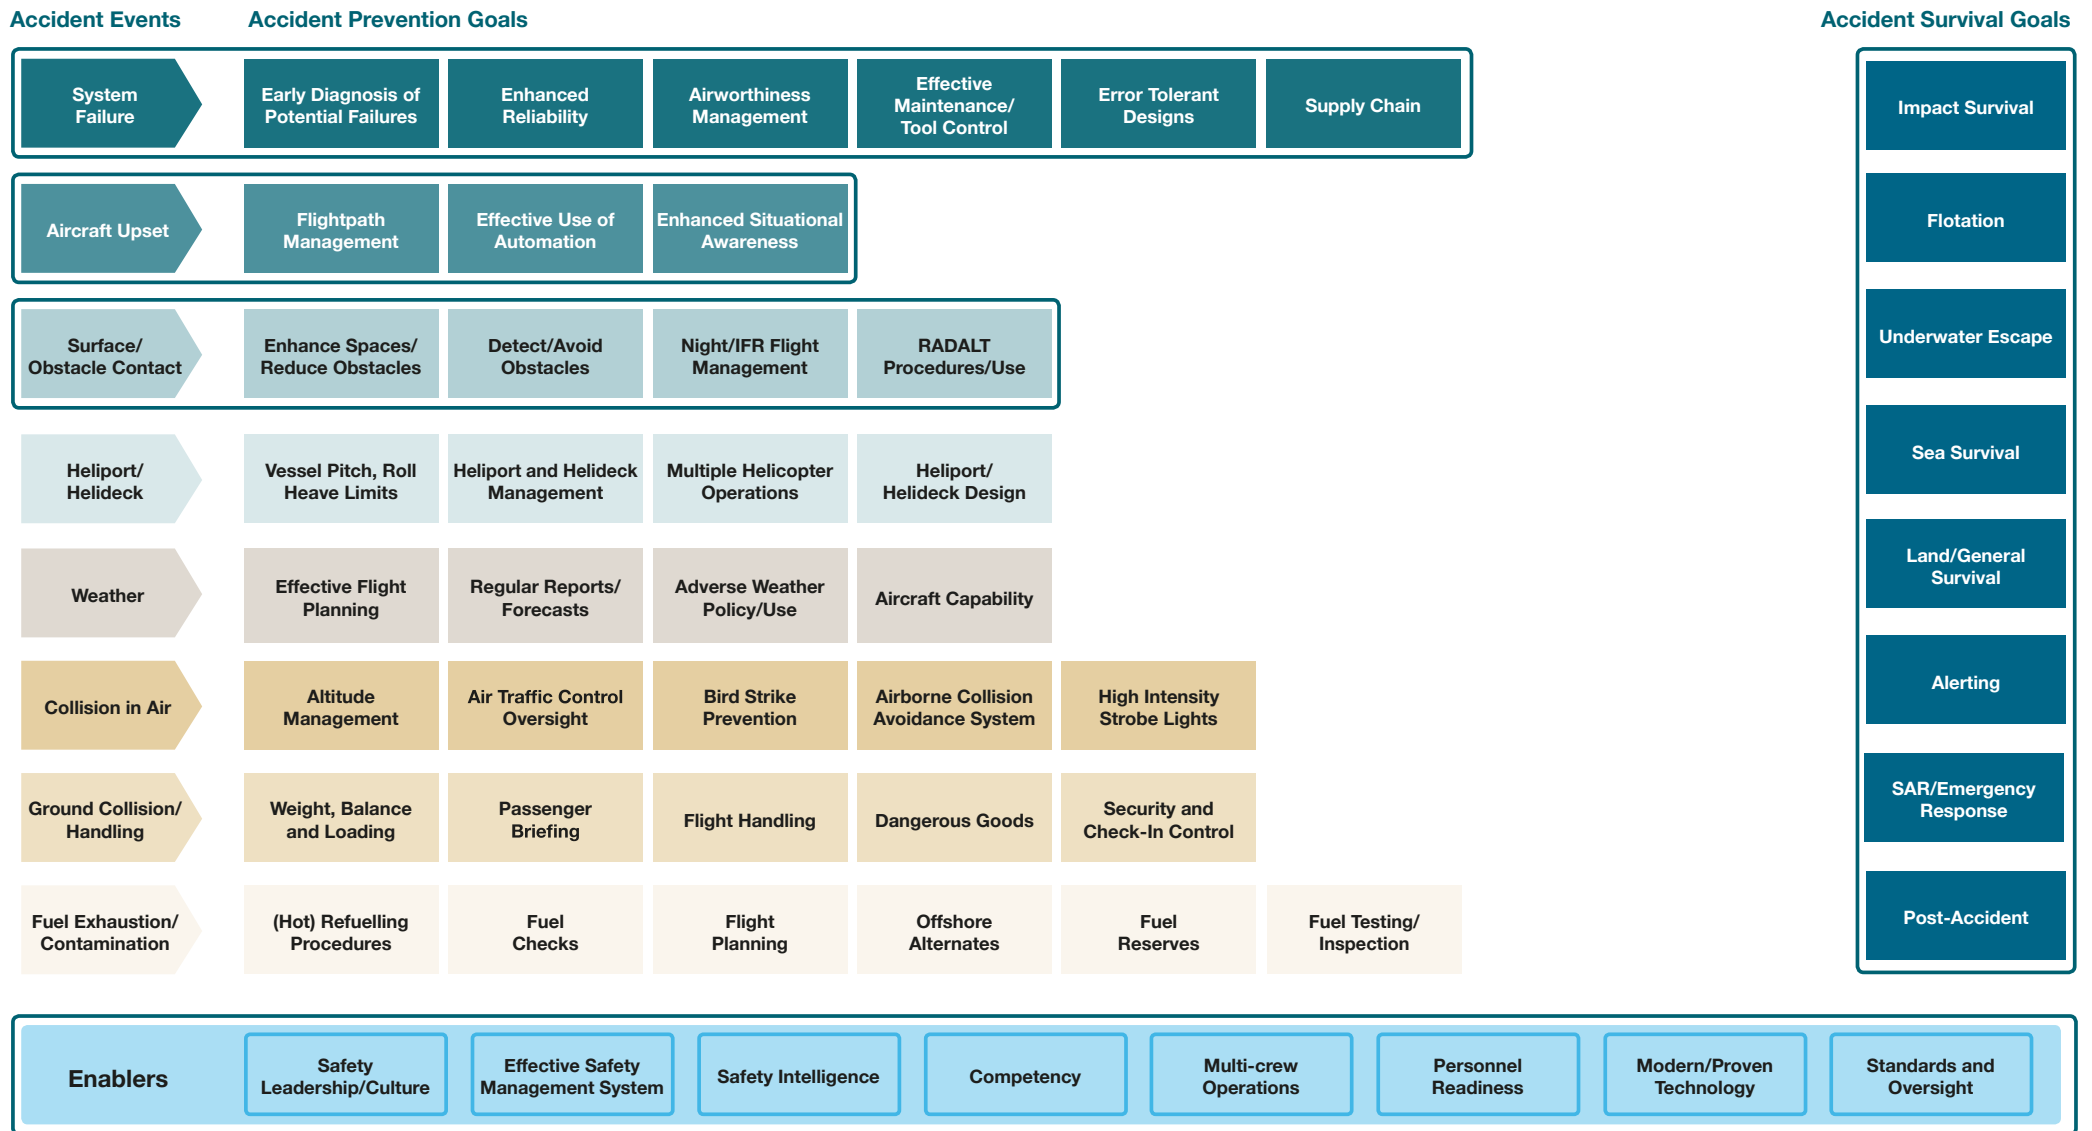 Accident Events
Accident Prevention Goals
Accident Survival Goals
System
Failure
Early Diagnosis of
Potential Failures
Enhanced
Reliability
Airworthiness
Management
Effective
Maintenance/
Tool Control
Error Tolerant
Designs
Supply Chain
Aircraft Upset
Flightpath
Management
Effective Use of
Automation
Enhanced Situational
Awareness
Surface/
Obstacle Contact
Enhance Spaces/
Reduce Obstacles
Detect/Avoid
Obstacles
Night/IFR Flight
Management
RADALT
Procedures/Use
Heliport/
Helideck
Vessel Pitch, Roll
Heave Limits
Heliport and Helideck
Management
Multiple Helicopter
Operations
Heliport/
Helideck Design
Weather
Effective Flight
Planning
Regular Reports/
Forecasts
Adverse Weather
Policy/Use
Aircraft Capability
Collision in Air
Altitude
Management
Air Traffic Control
Oversight
Bird Strike
Prevention
Airborne Collision
Avoidance System
High Intensity
Strobe Lights
Ground Collision/
Handling
Weight, Balance
and Loading
Passenger
Briefing
Flight Handling
Dangerous Goods
Security and
Check-In Control
Fuel Exhaustion/
Contamination
(Hot) Refuelling
Procedures
Fuel
Checks
Flight
Planning
Offshore
Alternates
Fuel
Reserves
Fuel Testing/
Inspection
Impact Survival
Flotation
Underwater Escape
Sea Survival
Land/General
Survival
Alerting
SAR/Emergency
Response
Post-Accident
Enablers
Safety
Leadership/Culture
Effective Safety
Management System
Safety Intelligence
Competency
Multi-crew
Operations
Personnel
Readiness
Modern/Proven
Technology
Standards and
Oversight